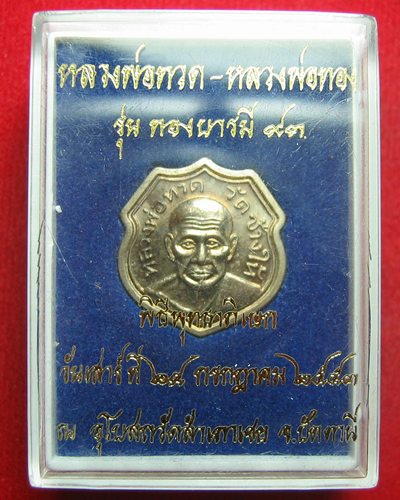 หลวงพ่อทวด - หลวงพ่อทอง
รุ่น ทองบารมี ๙๓
หลวงพ่อทวด วัดช้างให้
พิธีพุทธาภิเษก
วันเสาร์ ที่ ๒๔ กรกฎาคม ๒๕๕๓
ณ อุโบสถวัดสำเภาเชย จ.ปัตตานี